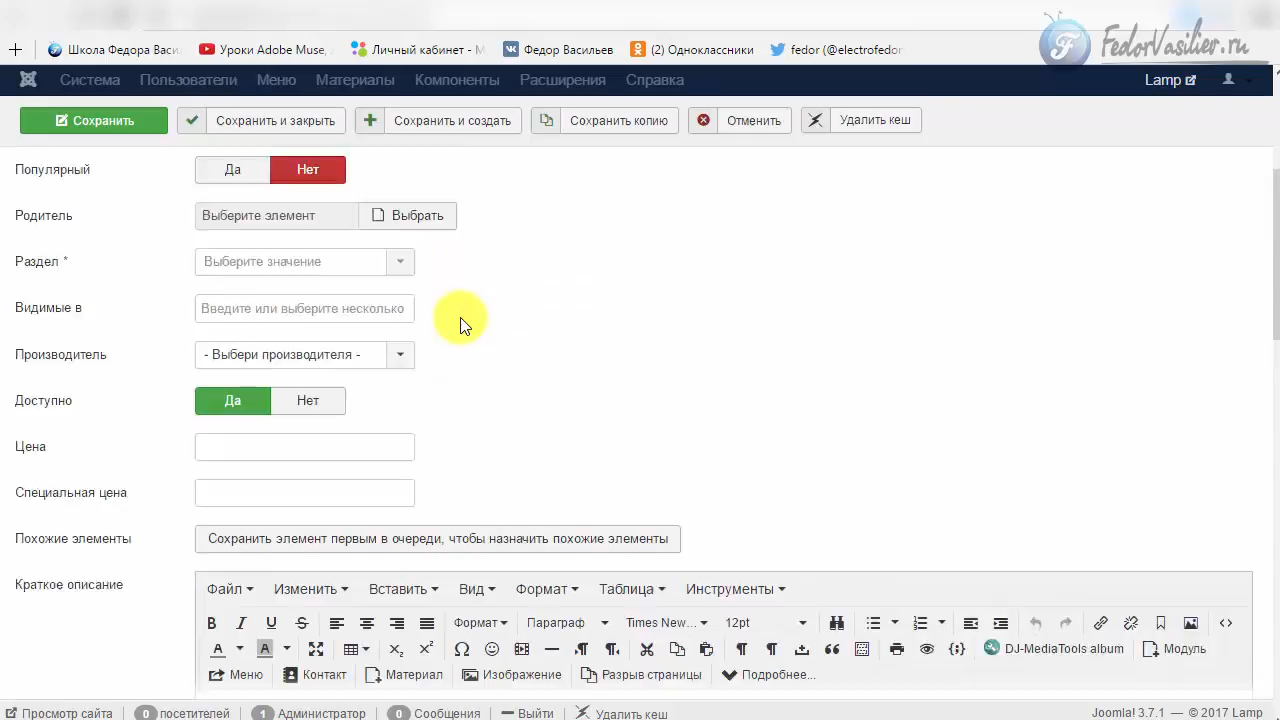 Школа Федора Васил
Уроки Adobe Muse,
Личный кабинет - М
Федор Васильев
(2) Одноклассники
fedor (@electrofedor
FedorVasiliev.ru
Система Пользователи Меню Материалы Компоненты Расширения Справка Lamp
Сохранить Сохранить и закрыть Сохранить и создать Сохранить копию Отменить Удалить кеш
Популярный Да Нет
Родитель Выберите элемент Выбрать
Раздел * Выберите значение
Видимые в Введите или выберите несколько
Производитель - Выбери производителя -
Доступно Да Нет
Цена
Специальная цена
Похожие элементы Сохранить элемент первым в очереди, чтобы назначить похожие элементы
Краткое описание
Файл Изменить Вставить Вид Формат Таблица Инструменты
B I U S Формат Параграф Times New... 12pt
A A DJ-MediaTools album Модуль
Меню Контакт Материал Изображение Разрыв страницы Подробнее...
Просмотр сайта 0 посетителей 1 Администратор 0 Сообщения Выйти Удалить кеш Joomla! 3.7.1 — © 2017 Lamp